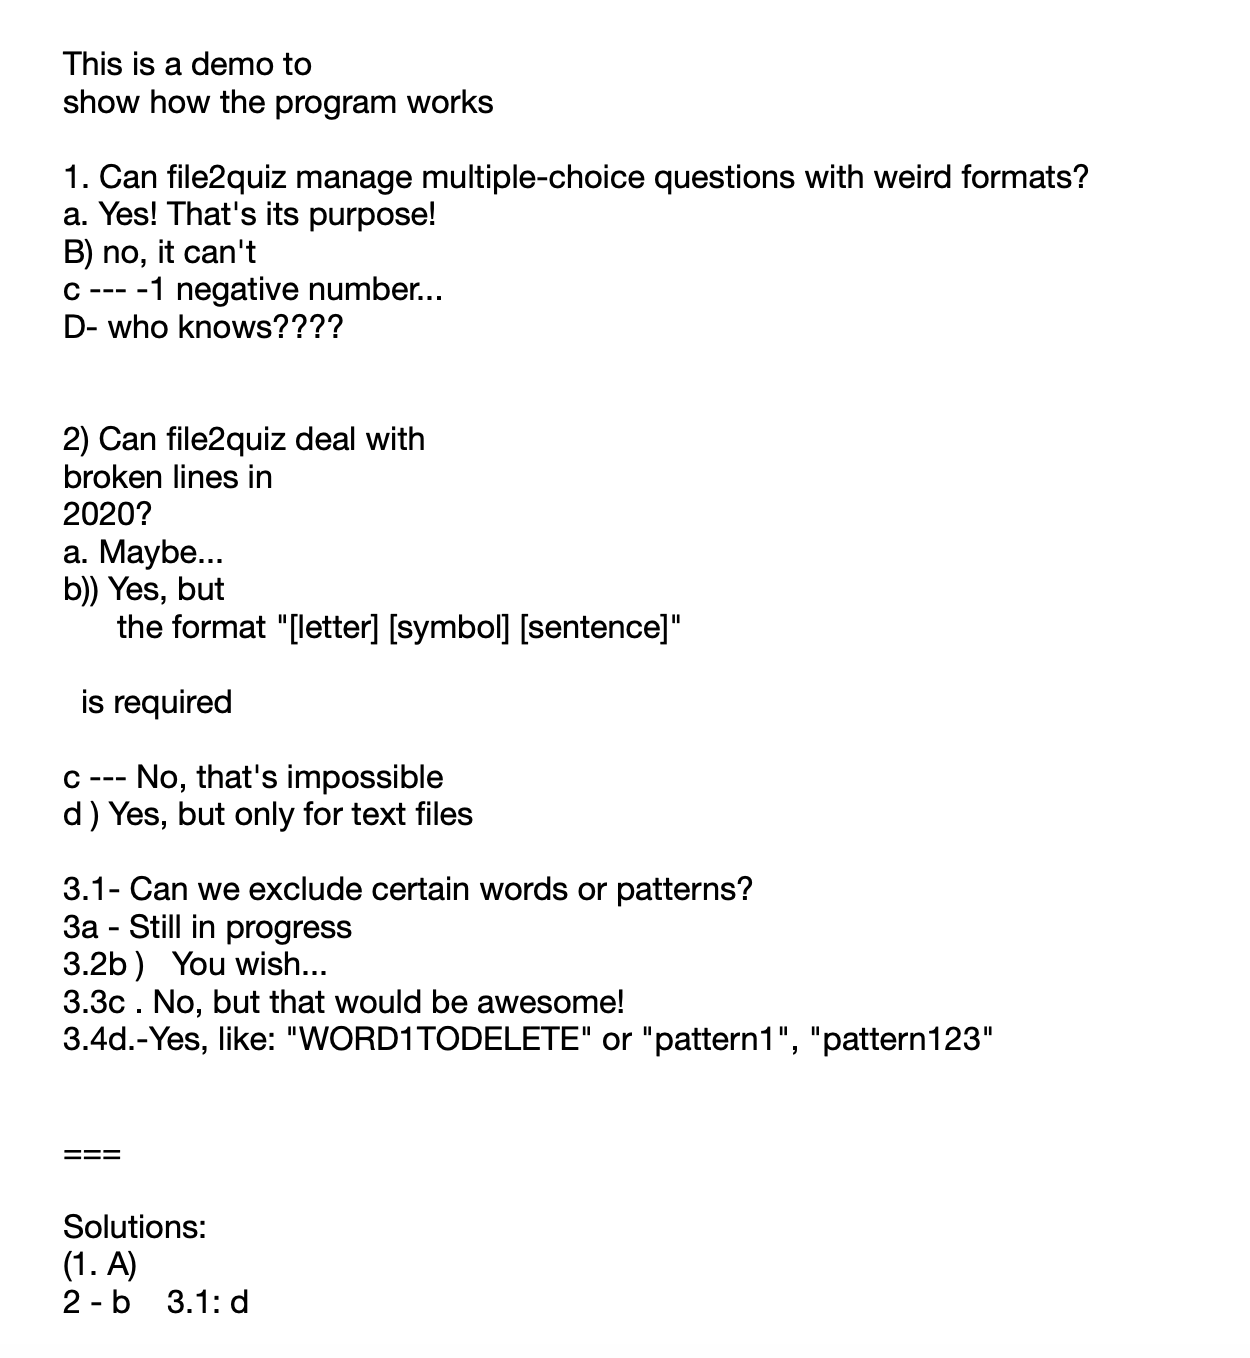 This is a demo to
show how the program works
1. Can file2quiz manage multiple-choice questions with weird formats?
a. Yes! That's its purpose!
B) no, it can't
c --- -1 negative number...
D- who knows????
2) Can file2quiz deal with
broken lines in
2020?
a. Maybe...
b)) Yes, but
the format "[letter] [symbol] [sentence]"
is required
c --- No, that's impossible
d ) Yes, but only for text files
3.1- Can we exclude certain words or patterns?
3a - Still in progress
3.2b )   You wish...
3.3c . No, but that would be awesome!
3.4d.-Yes, like: "WORD1TODELETE" or "pattern1", "pattern123"
===
Solutions:
(1. A)
2 - b    3.1: d